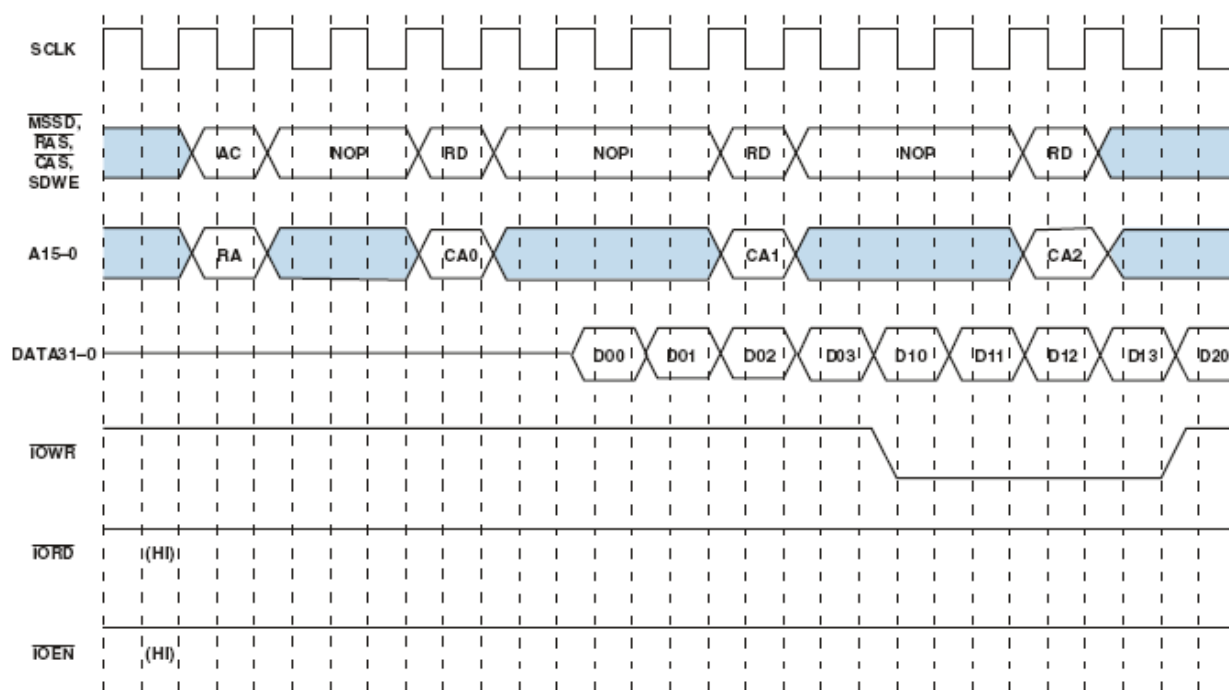 SCLK
MSSD,
RAS,
CAS,
SDWE
AC NOP RD NOP RD NOP RD
A15–0 RA CA0 CA1 CA2
DATA31–0 D00 D01 D02 D03 D10 D11 D12 D13 D20
IOWR
IORD (HI)
IOEN (HI)